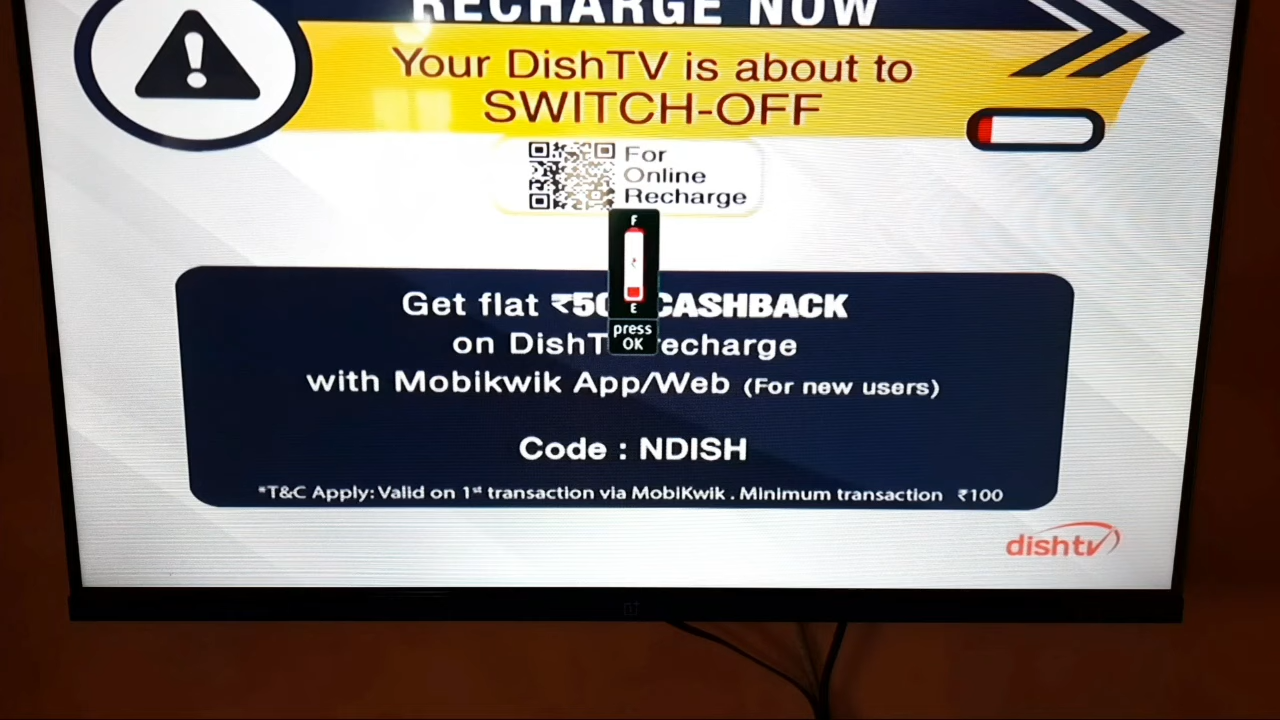 RECHARGE NOW
Your DishTV is about to
SWITCH-OFF
For
Online
Recharge
F
₹
E
press
OK
Get flat ₹50 CASHBACK
on DishT recharge
with Mobikwik App/Web (For new users)
Code : NDISH
*T&C Apply: Valid on 1st transaction via MobiKwik . Minimum transaction ₹100
dishtv